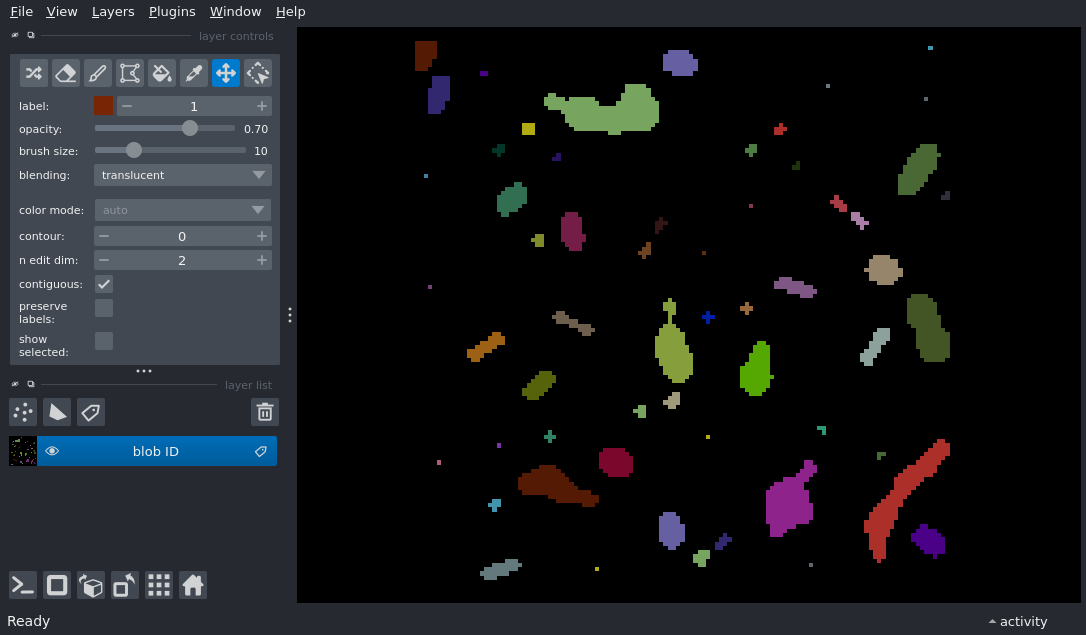 File View Layers Plugins Window Help
layer controls
label: 1
opacity: 0.70
brush size: 10
blending: translucent
color mode: auto
contour: 0
n edit dim: 2
contiguous:
preserve
labels:
show
selected:
layer list
blob ID
Ready
activity